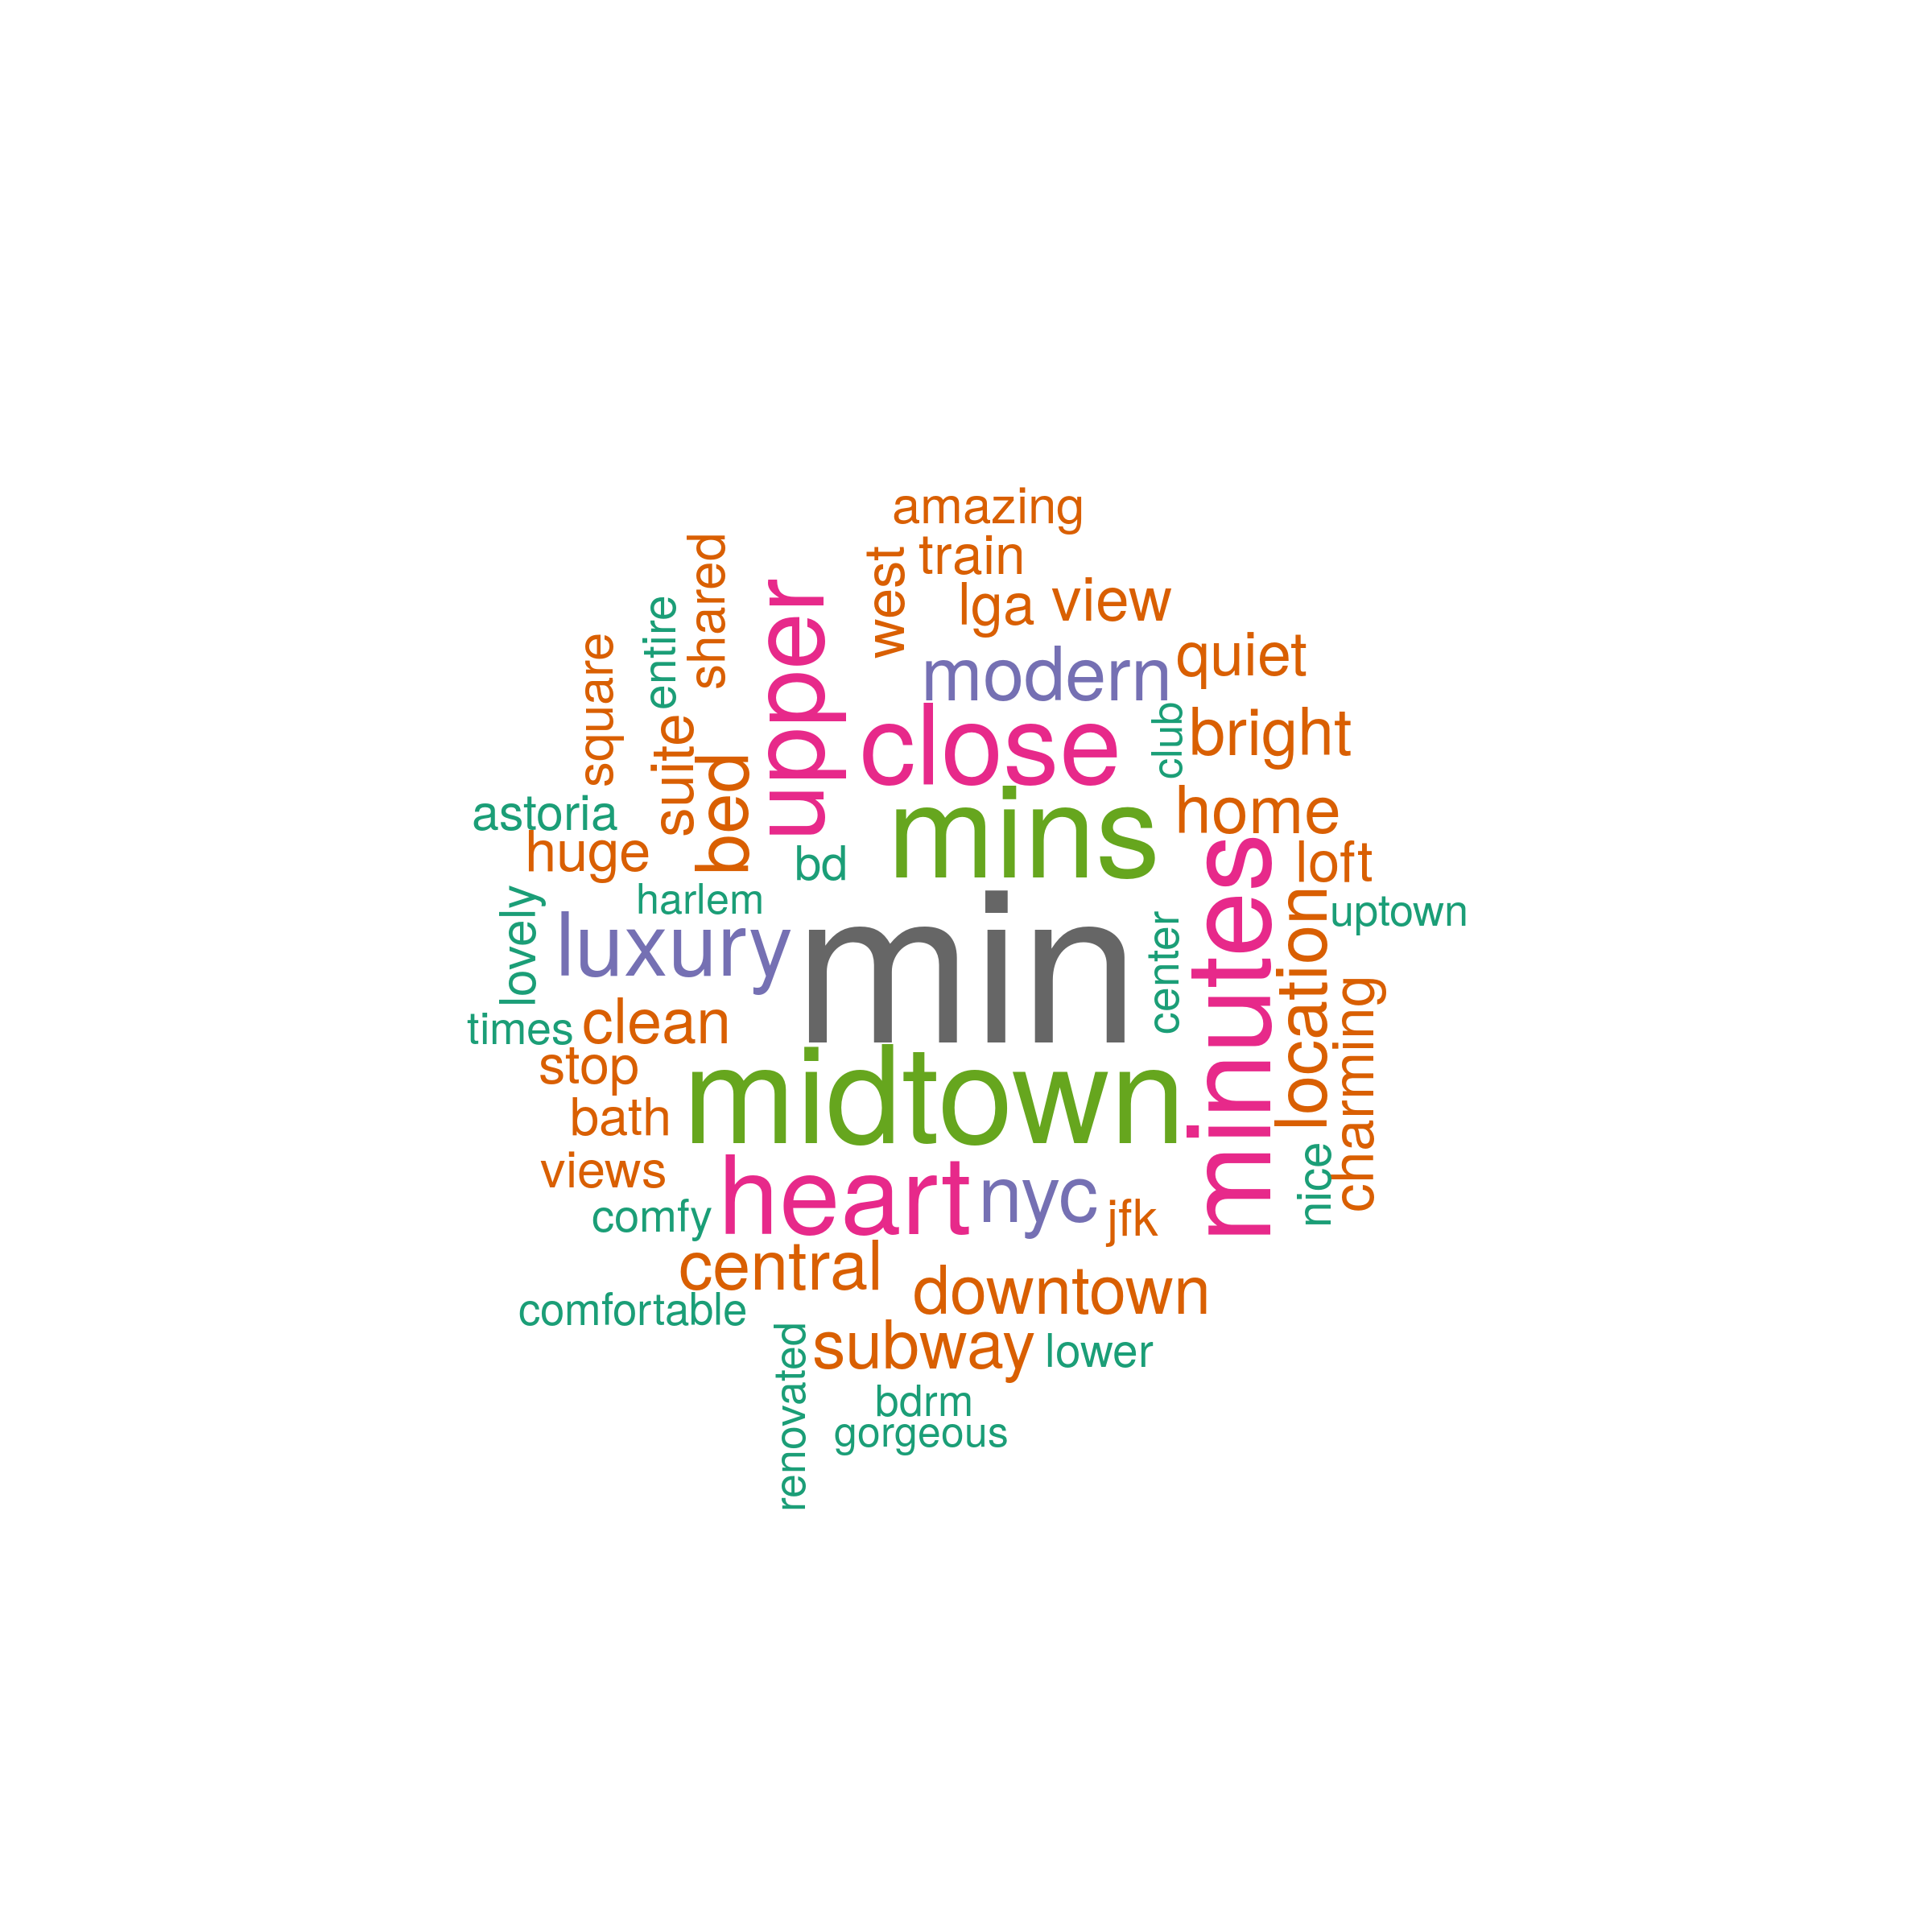 amazing
train
west
shared
upper
lga
view
entire
square
modern
quiet
close
club
bright
suite
bed
mins
home
astoria
huge
bd
loft
minutes
location
harlem
min
uptown
lovely
luxury
center
charming
times
clean
stop
midtown
bath
views
heart
nyc
jfk
nice
comfy
central
downtown
comfortable
renovated
subway
lower
bdrm
gorgeous